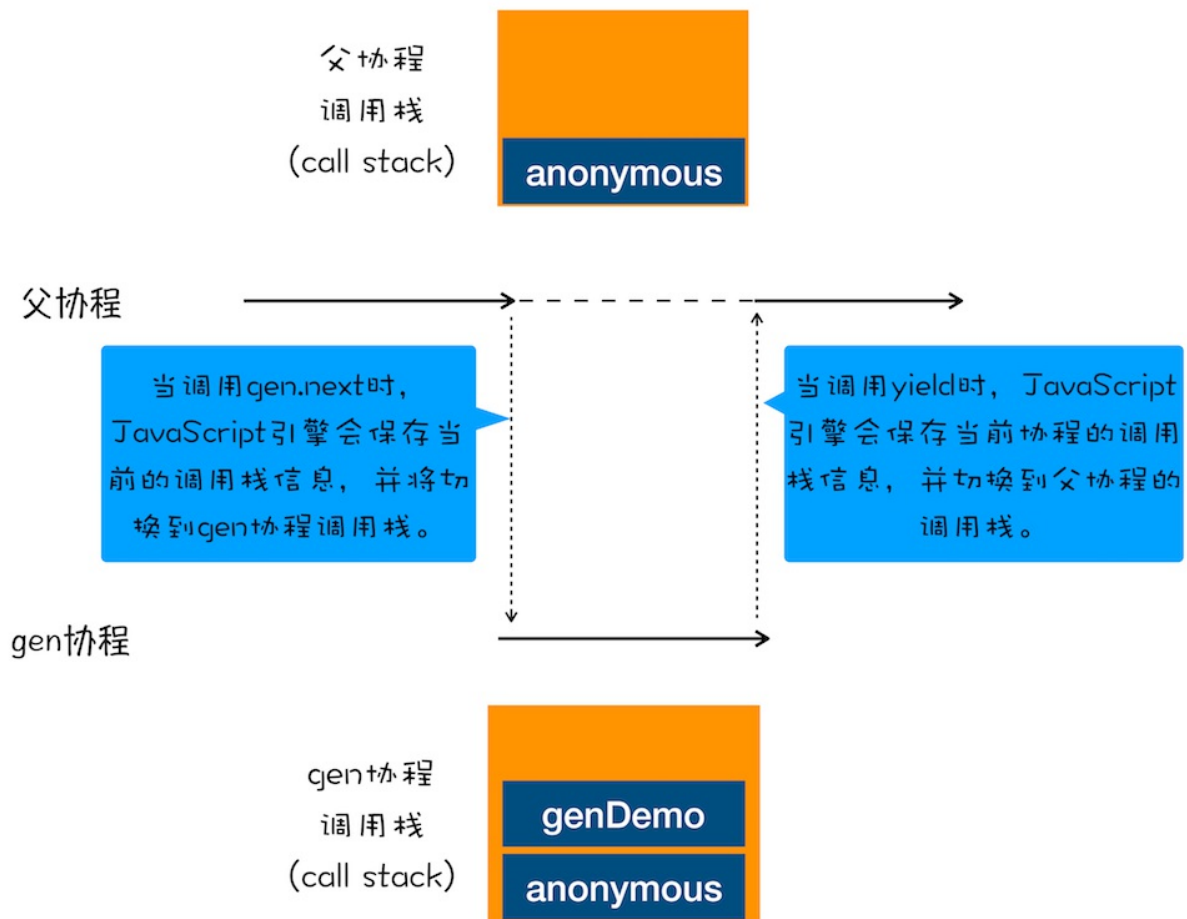 父协程
调用栈
(call stack)
anonymous
父协程
当调用gen.next时，
JavaScript引擎会保存当
前的调用栈信息，并将切
换到gen协程调用栈。
当调用yield时，JavaScript
引擎会保存当前协程的调用
栈信息，并切换到父协程的
调用栈。
gen协程
gen协程
调用栈
(call stack)
genDemo
anonymous